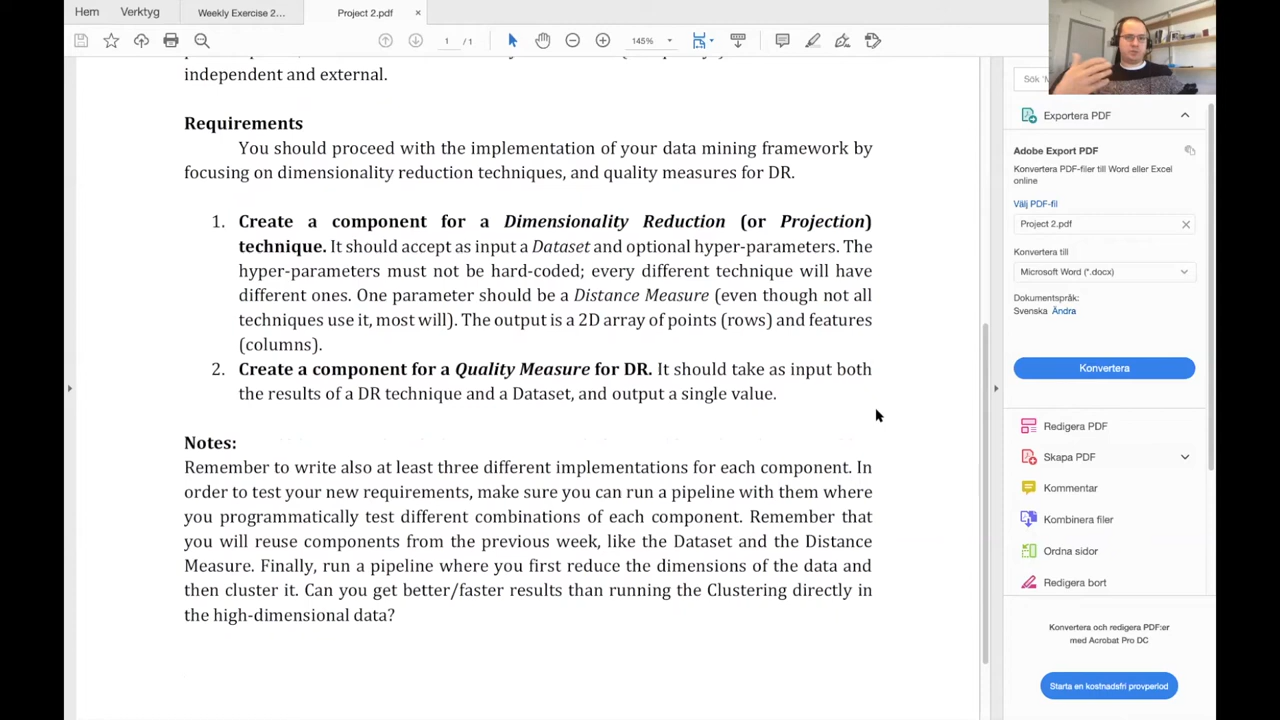 Hem
Verktyg
Weekly Exercise 2...
Project 2.pdf
×
1 / 1
145%
independent and external.
Requirements
You should proceed with the implementation of your data mining framework by
focusing on dimensionality reduction techniques, and quality measures for DR.
1. Create a component for a Dimensionality Reduction (or Projection)
technique. It should accept as input a Dataset and optional hyper-parameters. The
hyper-parameters must not be hard-coded; every different technique will have
different ones. One parameter should be a Distance Measure (even though not all
techniques use it, most will). The output is a 2D array of points (rows) and features
(columns).
2. Create a component for a Quality Measure for DR. It should take as input both
the results of a DR technique and a Dataset, and output a single value.
Notes:
Remember to write also at least three different implementations for each component. In
order to test your new requirements, make sure you can run a pipeline with them where
you programmatically test different combinations of each component. Remember that
you will reuse components from the previous week, like the Dataset and the Distance
Measure. Finally, run a pipeline where you first reduce the dimensions of the data and
then cluster it. Can you get better/faster results than running the Clustering directly in
the high-dimensional data?
Sök
Exportera PDF
Adobe Export PDF
Konvertera PDF-filer till Word eller Excel
online
Välj PDF-fil
Project 2.pdf
Konvertera till
Microsoft Word (*.docx)
Dokumentspråk:
Svenska Ändra
Konvertera
Redigera PDF
Skapa PDF
Kommentar
Kombinera filer
Ordna sidor
Redigera bort
Konvertera och redigera PDF:er
med Acrobat Pro DC
Starta en kostnadsfri provperiod